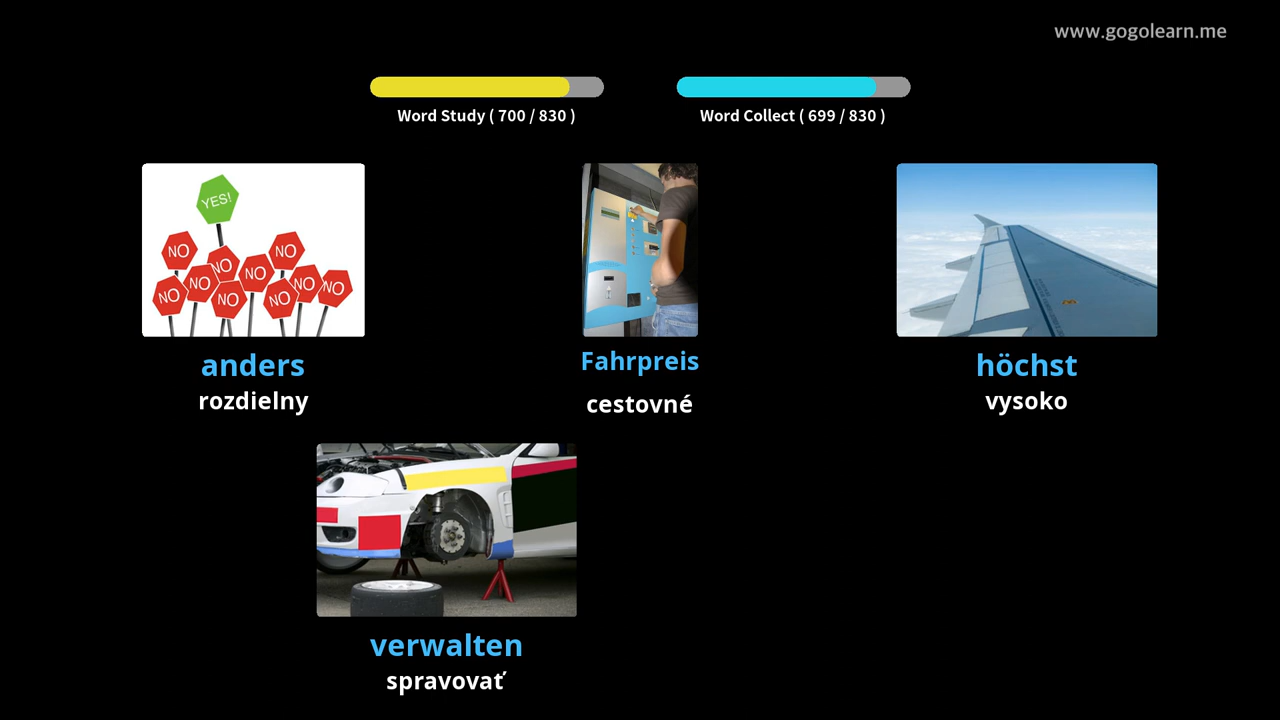 www.gogolearn.me
Word Study ( 700 / 830 )
Word Collect ( 699 / 830 )
YES!
NO
NO
NO
NO
NO
NO
NO
NO
NO
NO
anders
rozdielny
Fahrpreis
cestovné
höchst
vysoko
verwalten
spravovať